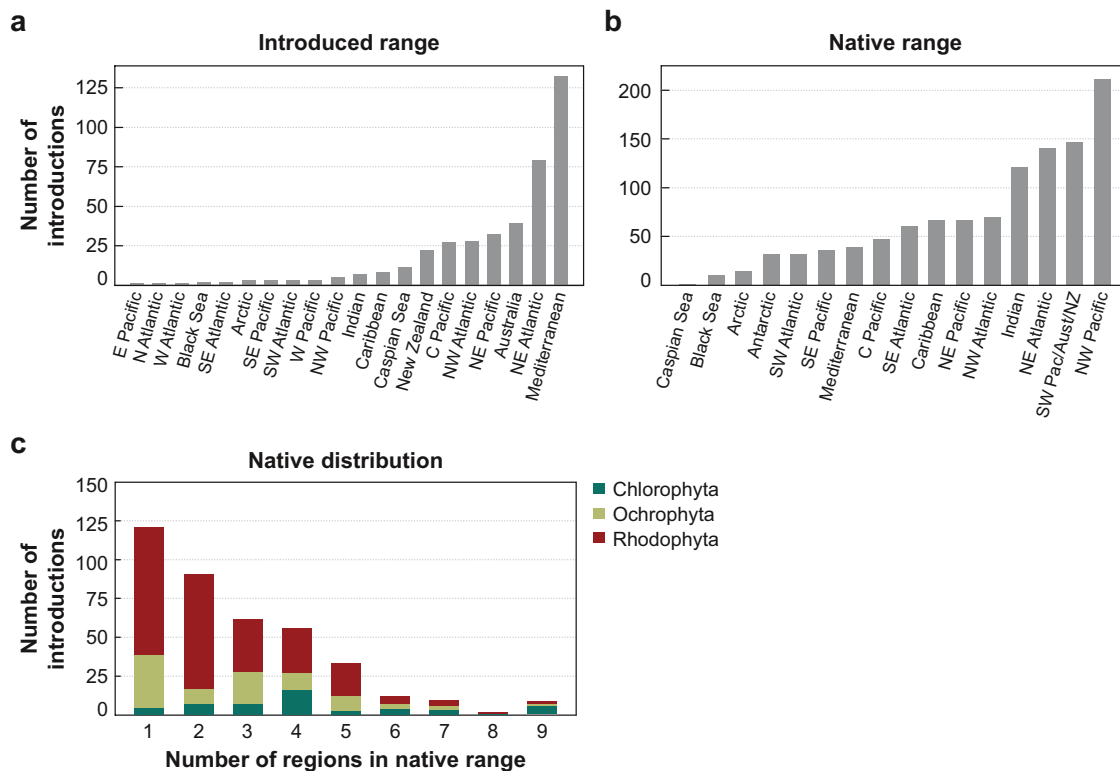 a
Introduced range
Number of
introductions
125
100
75
50
25
0
E Pacific
N Atlantic
W Atlantic
Black Sea
SE Atlantic
Arctic
SE Pacific
SW Atlantic
W Pacific
NW Pacific
Indian
Caribbean
Caspian Sea
New Zealand
C Pacific
NW Atlantic
NE Pacific
Australia
NE Atlantic
Mediterranean
b
Native range
200
150
100
50
0
Caspian Sea
Black Sea
Arctic
Antarctic
SW Atlantic
SE Pacific
Mediterranean
C Pacific
SE Atlantic
Caribbean
NE Pacific
NW Atlantic
Indian
NE Atlantic
SW Pac/Aust/NZ
NW Pacific
c
Native distribution
Number of
introductions
150
125
100
75
50
25
0
1 2 3 4 5 6 7 8 9
Number of regions in native range
Chlorophyta
Ochrophyta
Rhodophyta